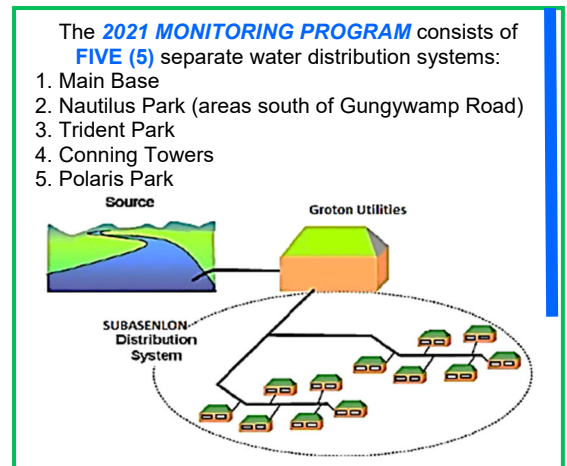 The 2021 MONITORING PROGRAM consists of
FIVE (5) separate water distribution systems:
1. Main Base
2. Nautilus Park (areas south of Gungywamp Road)
3. Trident Park
4. Conning Towers
5. Polaris Park
Source
Groton Utilities
SUBASENLON
Distribution
System